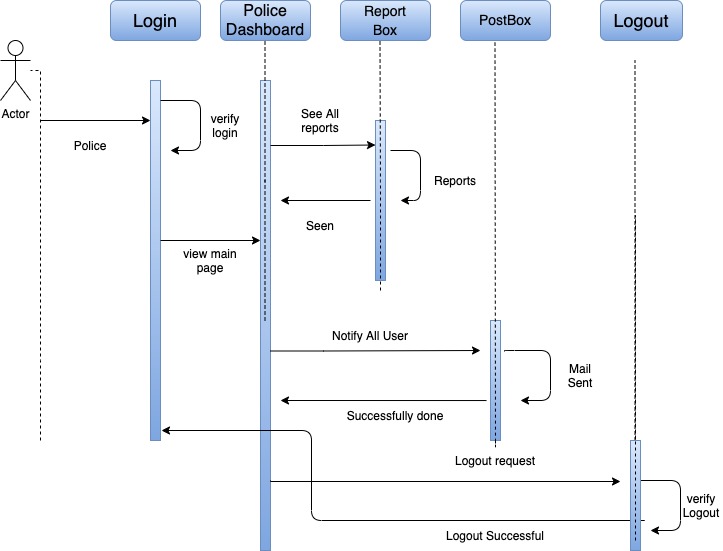 Login
Police
Dashboard
Report
Box
PostBox
Logout
Actor
Police
verify
login
See All
reports
Reports
Seen
view main
page
Notify All User
Mail
Sent
Successfully done
Logout request
verify
Logout
Logout Successful